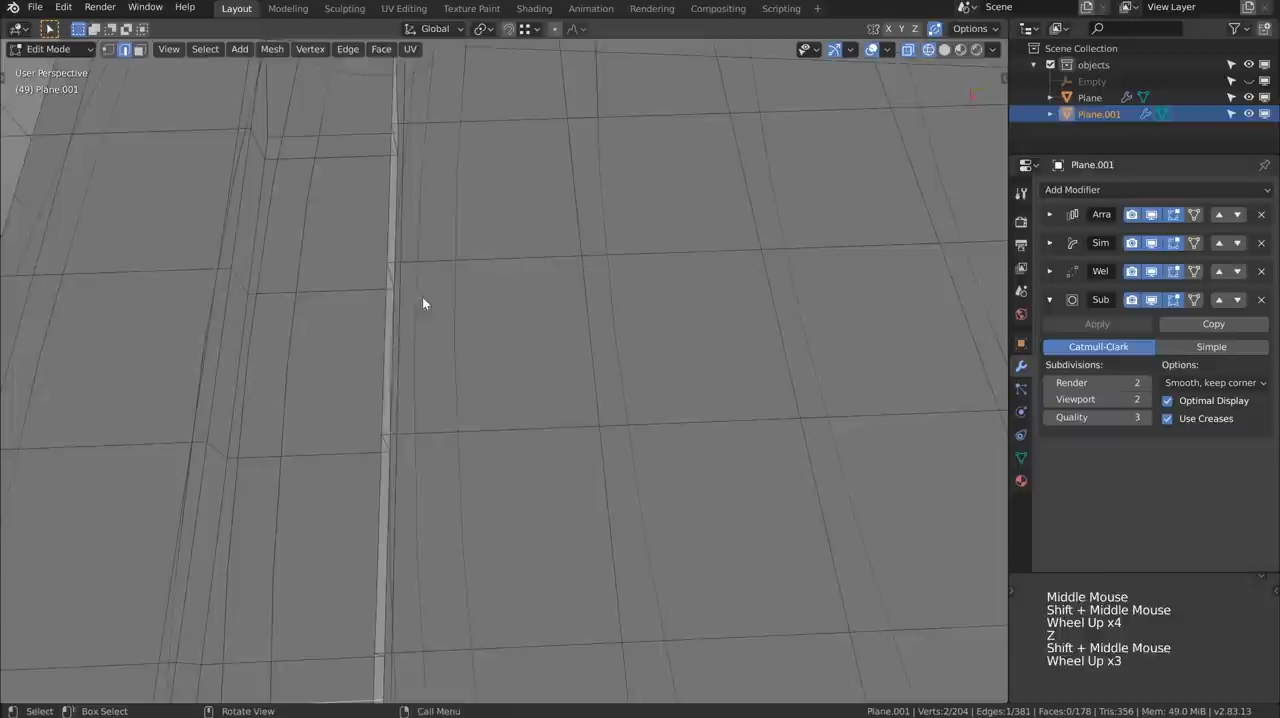 File Edit Render Window Help
Layout Modeling Sculpting UV Editing Texture Paint Shading Animation Rendering Compositing Scripting +
Scene
View Layer
Global
X Y Z
Options
Edit Mode
View Select Add Mesh Vertex Edge Face UV
User Perspective
(49) Plane.001
Scene Collection
objects
Empty
Plane
Plane.001
Plane.001
Add Modifier
Arra
Sim
Wel
Sub
Apply
Copy
Catmull-Clark
Simple
Subdivisions:
Options:
Render 2
Smooth, keep corner
Viewport 2
Optimal Display
Quality 3
Use Creases
Middle Mouse
Shift + Middle Mouse
Wheel Up x4
Z
Shift + Middle Mouse
Wheel Up x3
Select
Box Select
Rotate View
Call Menu
Plane.001 | Verts:2/204 | Edges:1/381 | Faces:0/178 | Tris:356 | Mem: 49.0 MiB | v2.83.13